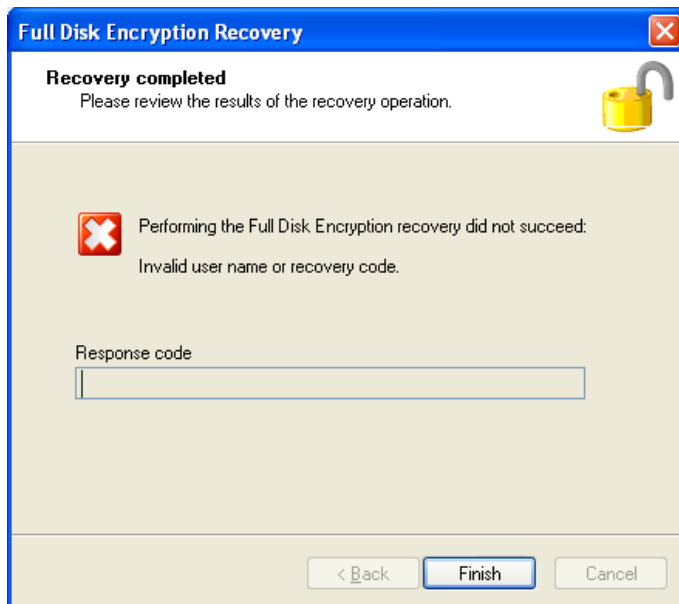 Full Disk Encryption Recovery
Recovery completed
Please review the results of the recovery operation.
Performing the Full Disk Encryption recovery did not succeed:
Invalid user name or recovery code.
Response code
< Back
Finish
Cancel